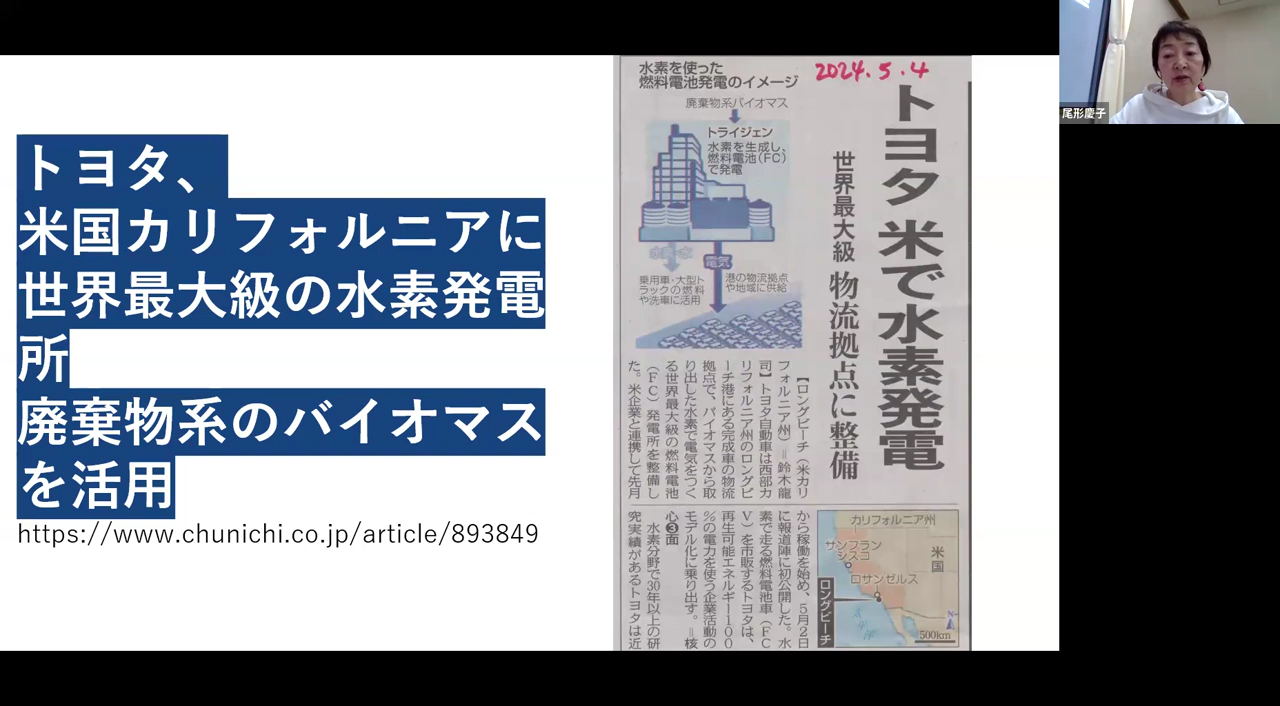 トヨタ、
米国カリフォルニアに
世界最大級の水素発電
所
廃棄物系のバイオマス
を活用
https://www.chunichi.co.jp/article/893849
2024.5.4
トヨタ 米で水素発電
世界最大級 物流拠点に整備
水素を使った
燃料電池発電のイメージ
廃棄物系バイオマス
トライジェン
水素を生成し、
燃料電池(FC)
で発電
水素・水
電気
乗用車・大型ト
ラックの燃料
や洗車に活用
港の物流拠点
や地域に供給
【ロングビーチ(米カリ
フォルニア州)=鈴木龍
司】トヨタ自動車は西部カ
リフォルニア州のロングビ
ーチ港にある完成車の物流
拠点で、バイオマスから取
り出した水素で電気をつく
る世界最大級の燃料電池
(FC)発電所を整備し
た。米企業と連携して先月
から稼働を始め、5月2日
に報道陣に初公開した。水
素で走る燃料電池車(FC
V)を市販するトヨタは、
再生可能エネルギー100
%の電力を使う企業活動の
モデル化に乗り出す。=核
心❸面
水素分野で30年以上の研
究実績があるトヨタは近
カリフォルニア州
サンフラン
シスコ
米国
ロサンゼルス
ロングビーチ
太平洋
N
500km
尾形慶子